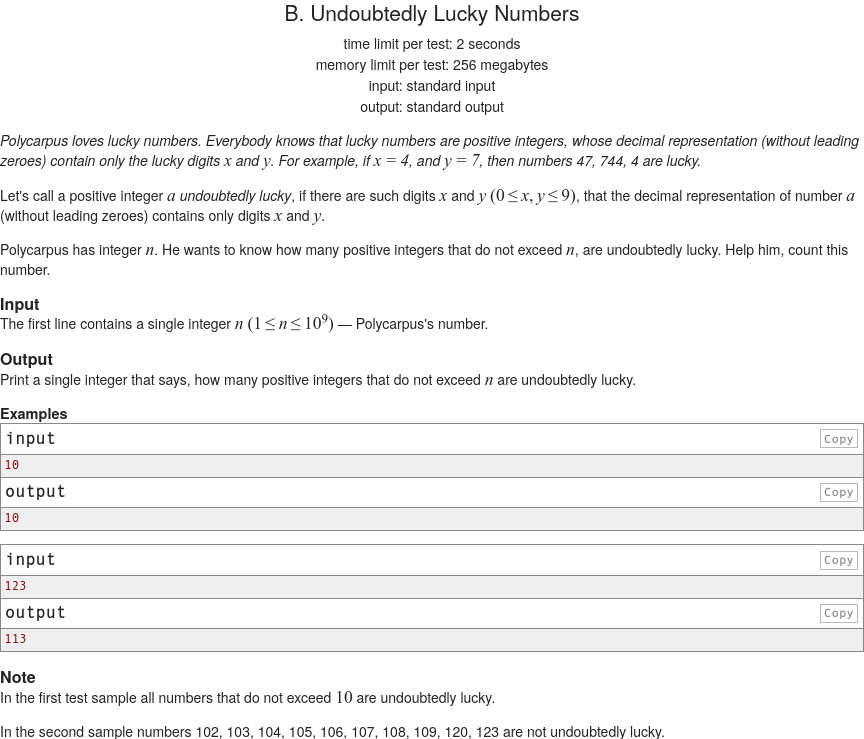 B. Undoubtedly Lucky Numbers
time limit per test: 2 seconds
memory limit per test: 256 megabytes
input: standard input
output: standard output
Polycarpus loves lucky numbers. Everybody knows that lucky numbers are positive integers, whose decimal representation (without leading
zeroes) contain only the lucky digits x and y. For example, if x = 4, and y = 7, then numbers 47, 744, 4 are lucky.
Let's call a positive integer a undoubtedly lucky, if there are such digits x and y (0 ≤ x, y ≤ 9), that the decimal representation of number a
(without leading zeroes) contains only digits x and y.
Polycarpus has integer n. He wants to know how many positive integers that do not exceed n, are undoubtedly lucky. Help him, count this
number.
Input
The first line contains a single integer n (1 ≤ n ≤ 10⁹) — Polycarpus's number.
Output
Print a single integer that says, how many positive integers that do not exceed n are undoubtedly lucky.
Examples
input Copy
10
output Copy
10
input Copy
123
output Copy
113
Note
In the first test sample all numbers that do not exceed 10 are undoubtedly lucky.
In the second sample numbers 102, 103, 104, 105, 106, 107, 108, 109, 120, 123 are not undoubtedly lucky.